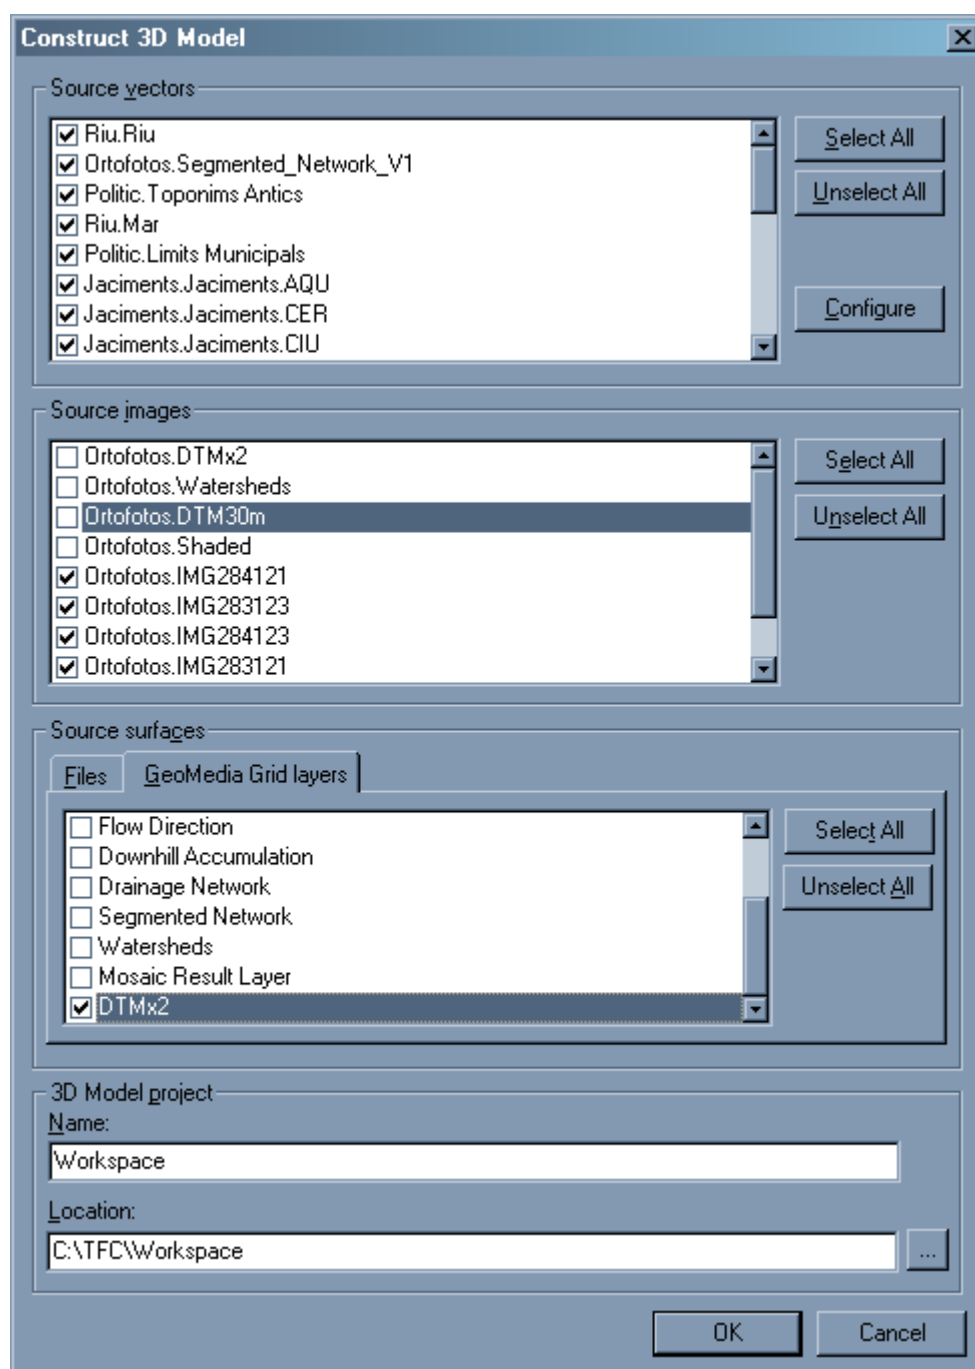 Construct 3D Model
Source vectors
Riu.Riu
Ortofotos.Segmented_Network_V1
Politic.Toponims Antics
Riu.Mar
Politic.Limits Municipals
Jaciments.Jaciments.AQU
Jaciments.Jaciments.CER
Jaciments.Jaciments.CIU
Select All
Unselect All
Configure
Source images
Ortofotos.DTMx2
Ortofotos.Watersheds
Ortofotos.DTM30m
Ortofotos.Shaded
Ortofotos.IMG284121
Ortofotos.IMG283123
Ortofotos.IMG284123
Ortofotos.IMG283121
Select All
Unselect All
Source surfaces
Files GeoMedia Grid layers
Flow Direction
Downhill Accumulation
Drainage Network
Segmented Network
Watersheds
Mosaic Result Layer
DTMx2
Select All
Unselect All
3D Model project
Name:
Workspace
Location:
C:\TFC\Workspace
...
OK Cancel